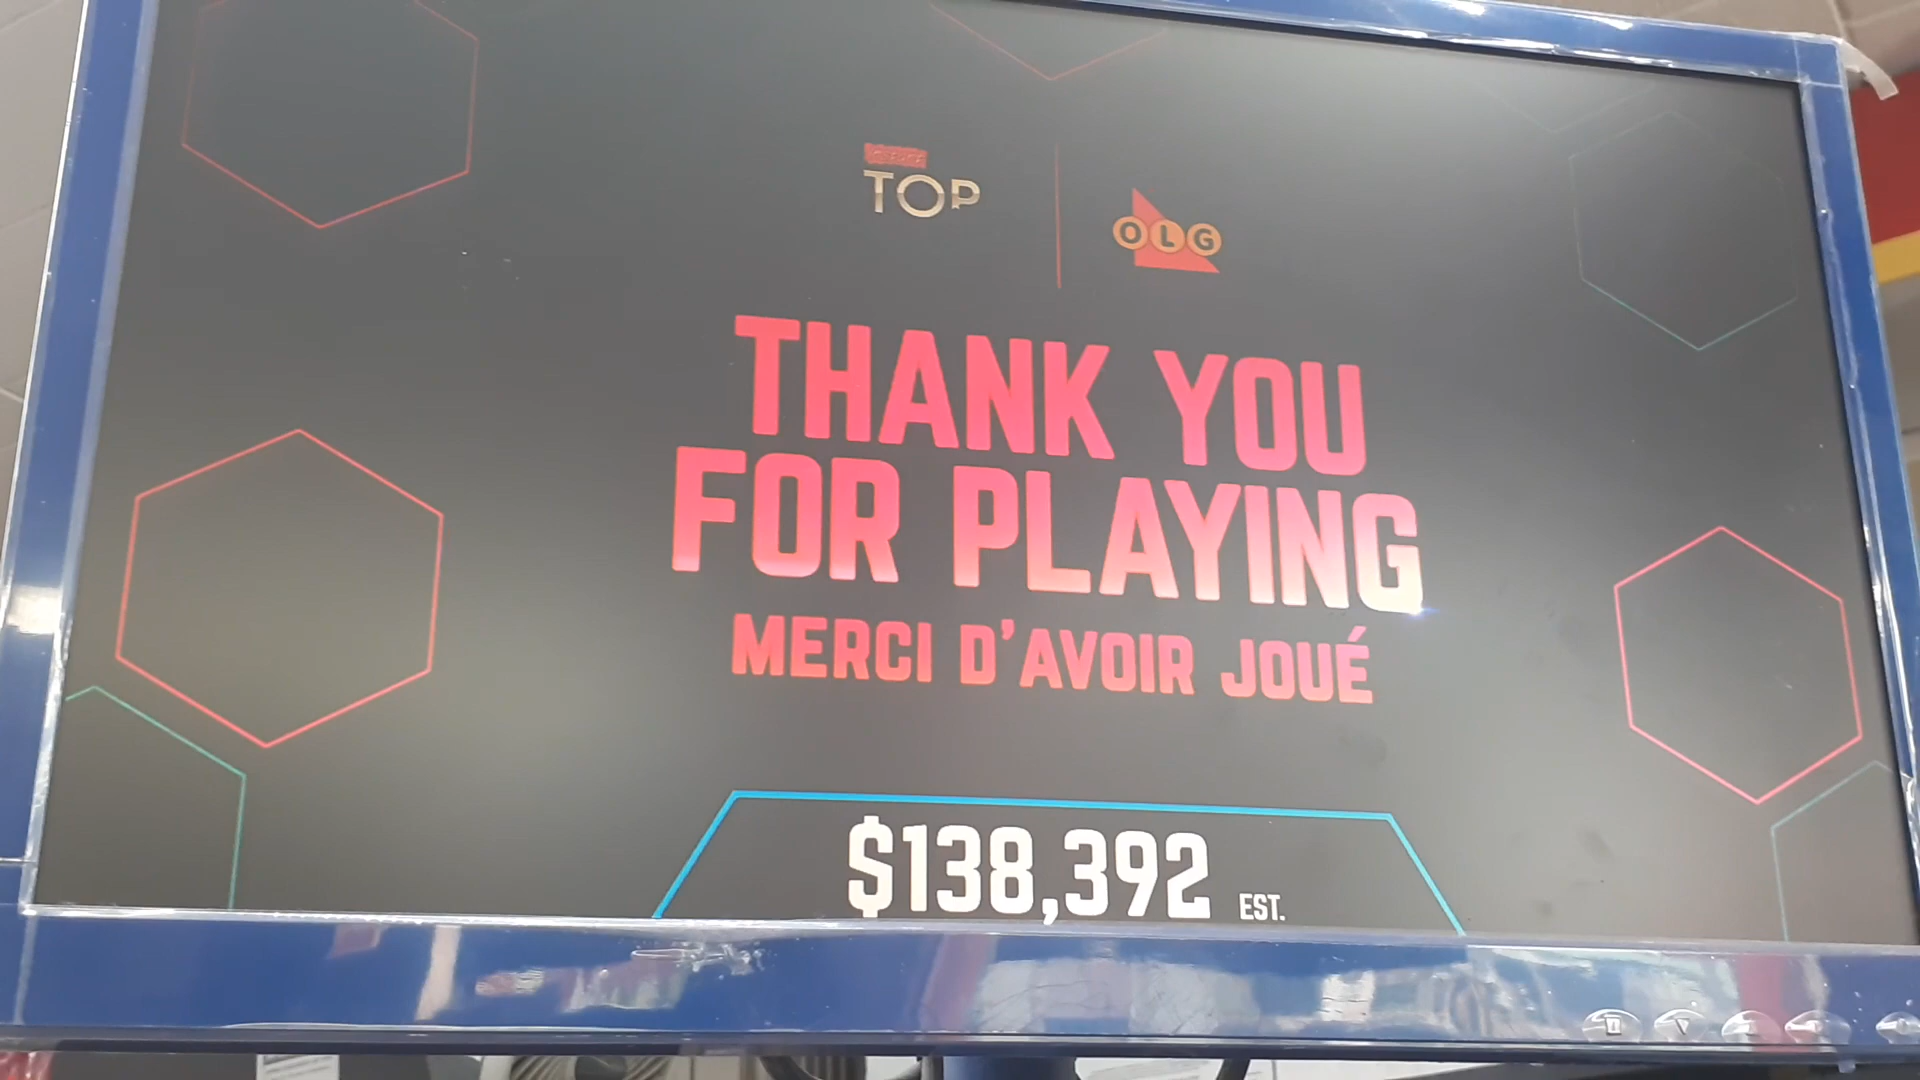 TOP
OLG
THANK YOU
FOR PLAYING
MERCI D'AVOIR JOUÉ
$138,392 EST.